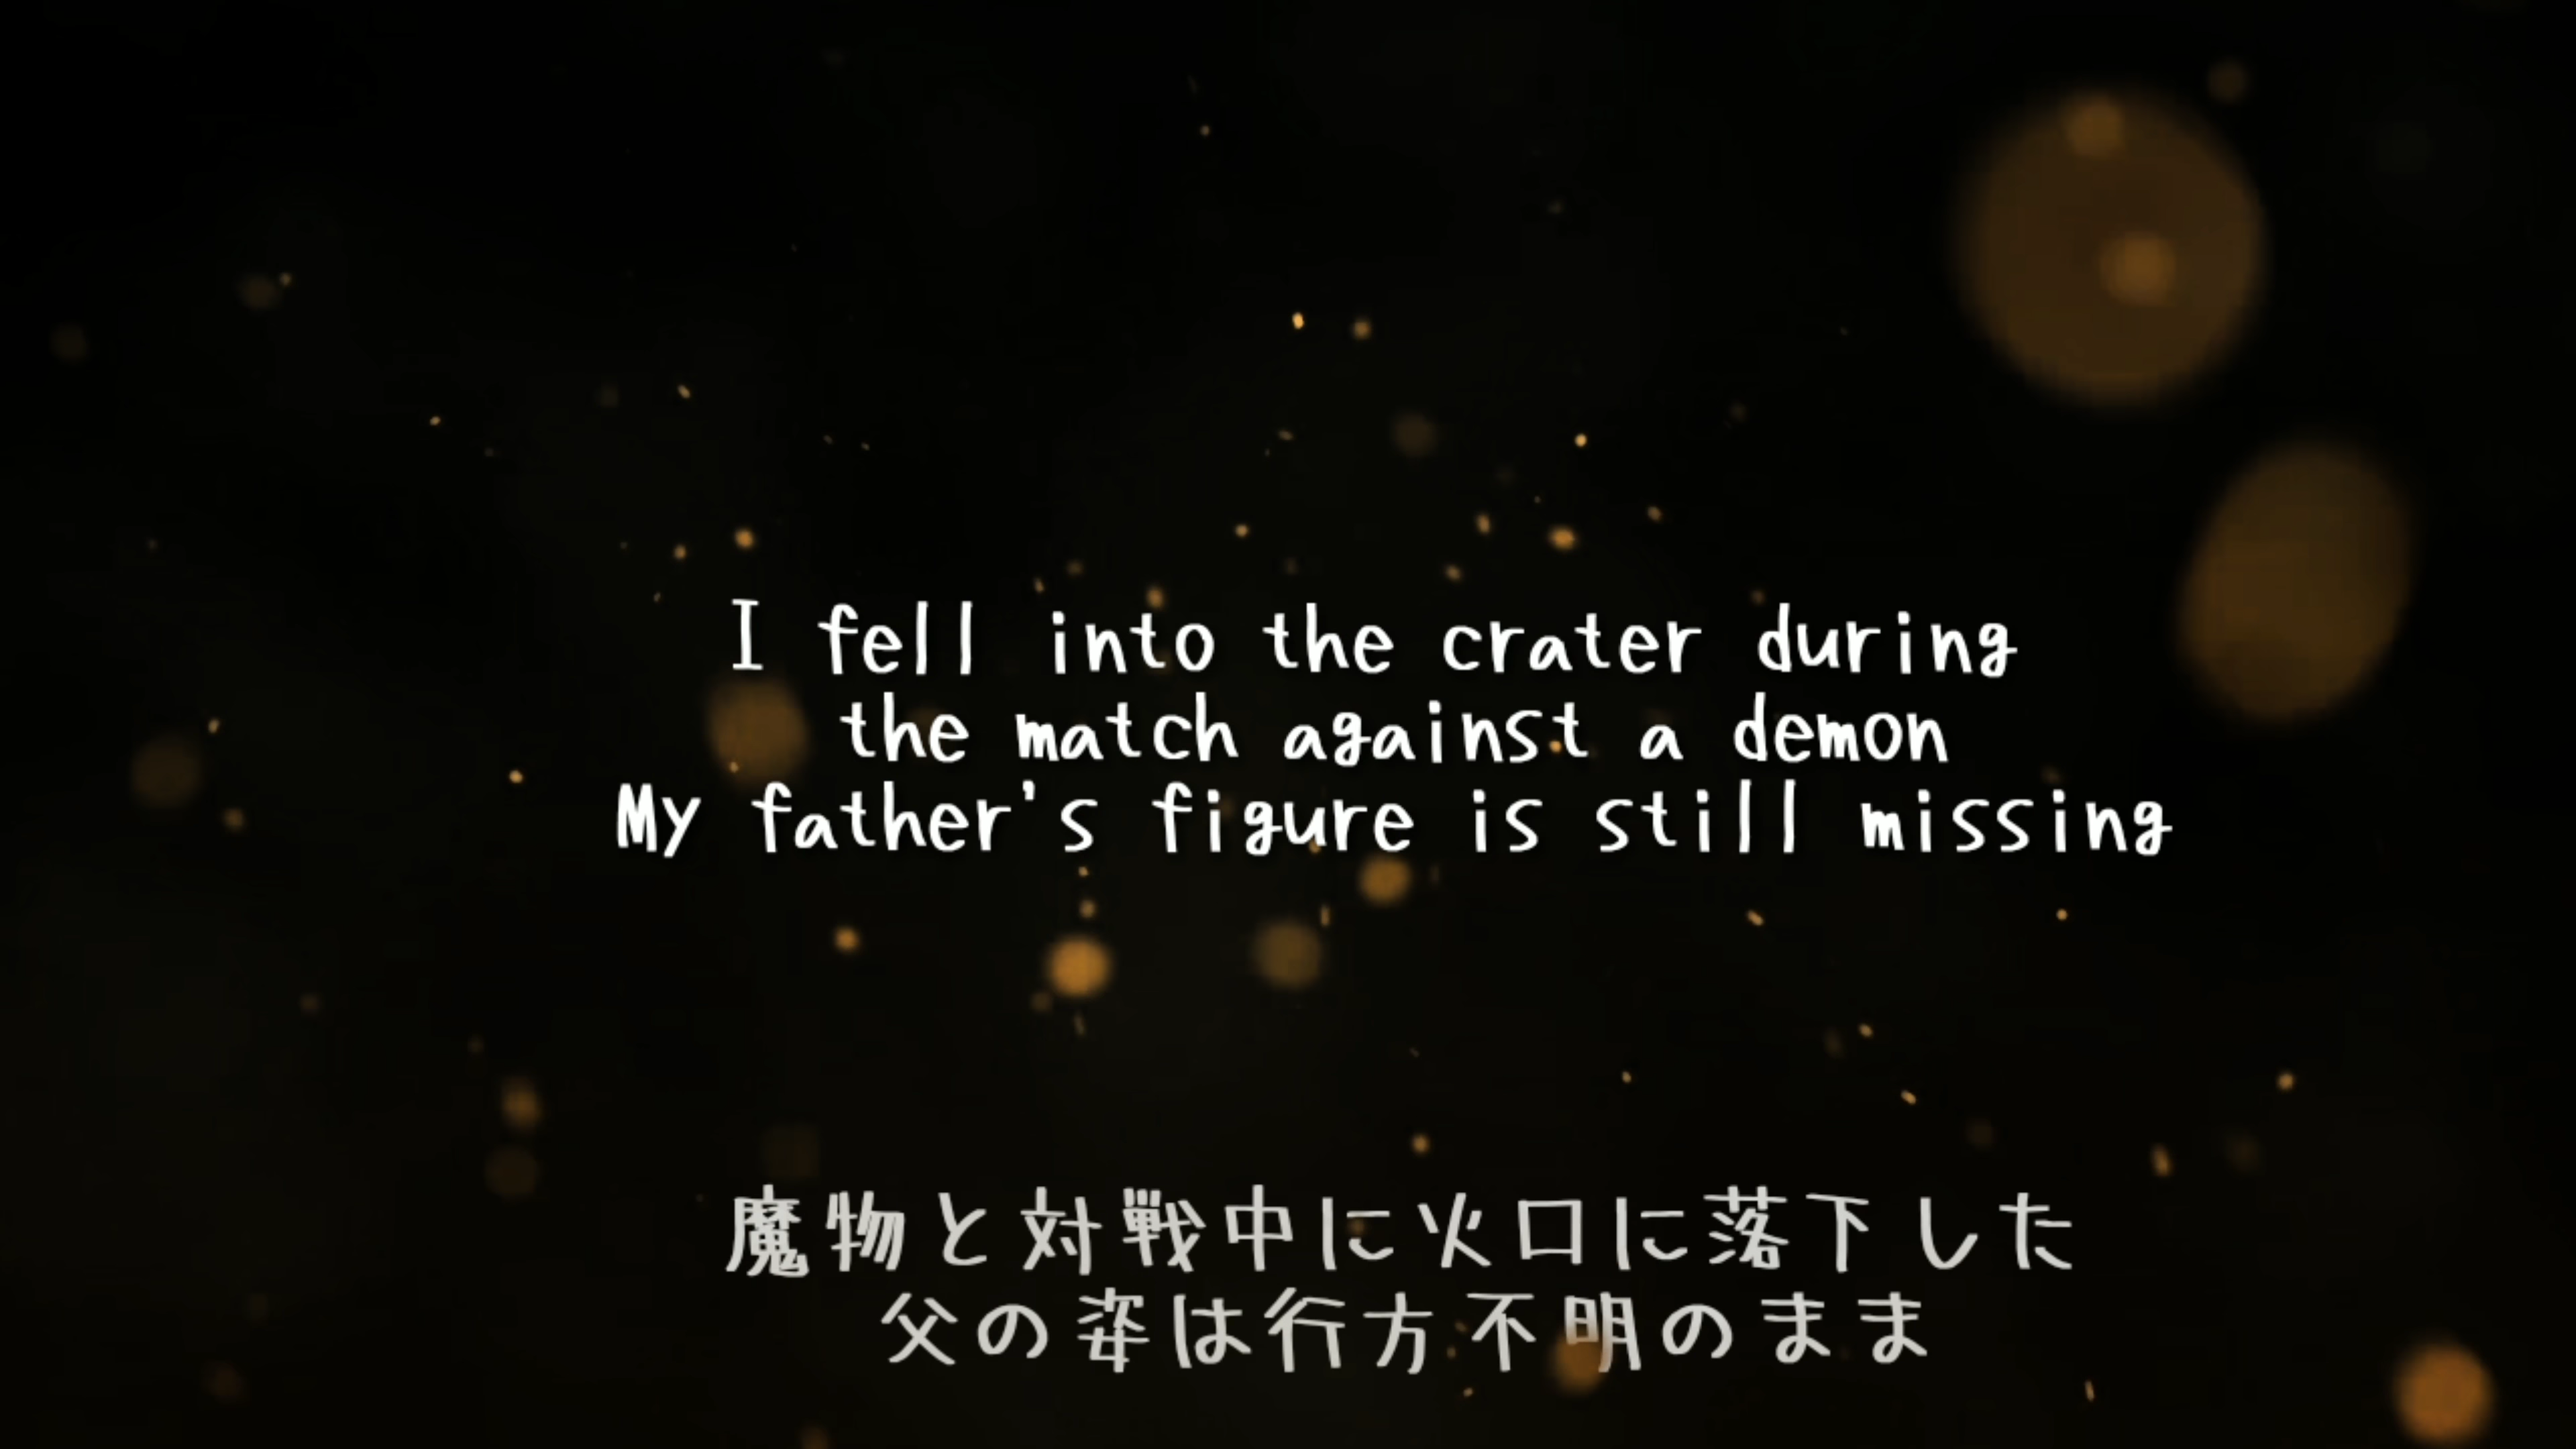 I fell into the crater during
the match against a demon
My father's figure is still missing
魔物と対戦中に火口に落下した
父の姿は行方不明のまま